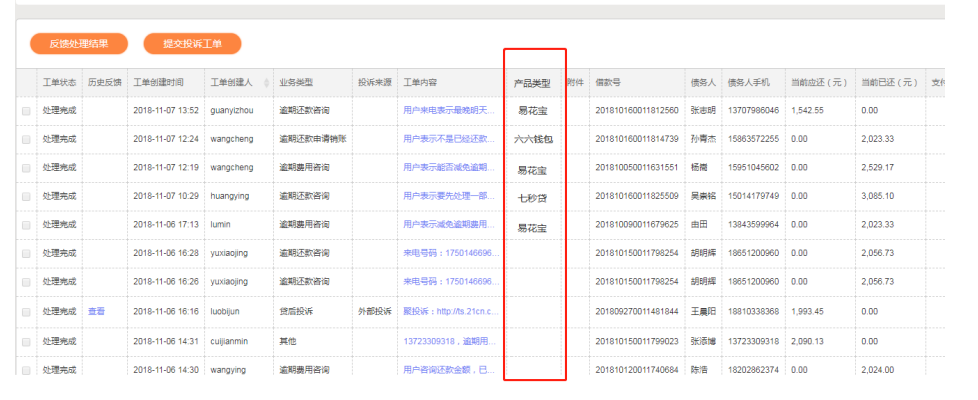 反馈处理结果 提交投诉工单
工单状态 历史反馈 工单创建时间 工单创建人 业务类型 投诉来源 工单内容 产品类型 附件 借款号 债务人 债务人手机 当前应还（元） 当前已还（元） 支付
处理完成 2018-11-07 13:52 guanyizhou 逾期还款咨询 用户来电表示最晚明天... 易花宝 201810160011812560 张志明 13707986046 1,542.55 0.00
处理完成 2018-11-07 12:24 wangcheng 逾期还款申请销账 用户表示不是已经还款... 六六钱包 201810160011814739 孙青杰 15863572255 0.00 2,023.33
处理完成 2018-11-07 12:19 wangcheng 逾期费用咨询 用户表示能否减免逾期... 易花宝 201810050011631551 杨 15951045602 0.00 2,529.17
处理完成 2018-11-07 10:29 huangying 逾期还款咨询 用户表示要先处理一部... 七秒贷 201810160011825509 吴崇铭 15014179749 0.00 3,085.10
处理完成 2018-11-06 17:13 lumin 逾期费用咨询 用户表示减免逾期费用... 易花宝 201810090011679625 由田 13843599964 0.00 2,023.33
处理完成 2018-11-06 16:28 yuxiaojing 逾期还款咨询 来电号码：1750146696... 201810150011798254 胡明辉 18651200960 0.00 2,056.73
处理完成 2018-11-06 16:26 yuxiaojing 逾期还款咨询 来电号码：1750146696... 201810150011798254 胡明辉 18651200960 0.00 2,056.73
处理完成 查看 2018-11-06 16:16 luobijun 贷后投诉 外部投诉 聚投诉：http://ts.21cn.c... 201809270011481844 王晨阳 18810338368 1,993.45 0.00
处理完成 2018-11-06 14:31 cuijianmin 其他 13723309318，逾期用... 201810150011799023 张添博 13723309318 2,090.13 0.00
处理完成 2018-11-06 14:30 wangying 逾期费用咨询 用户咨询还款金额，已... 201810120011740684 陈浩 18202862374 0.00 2,024.00